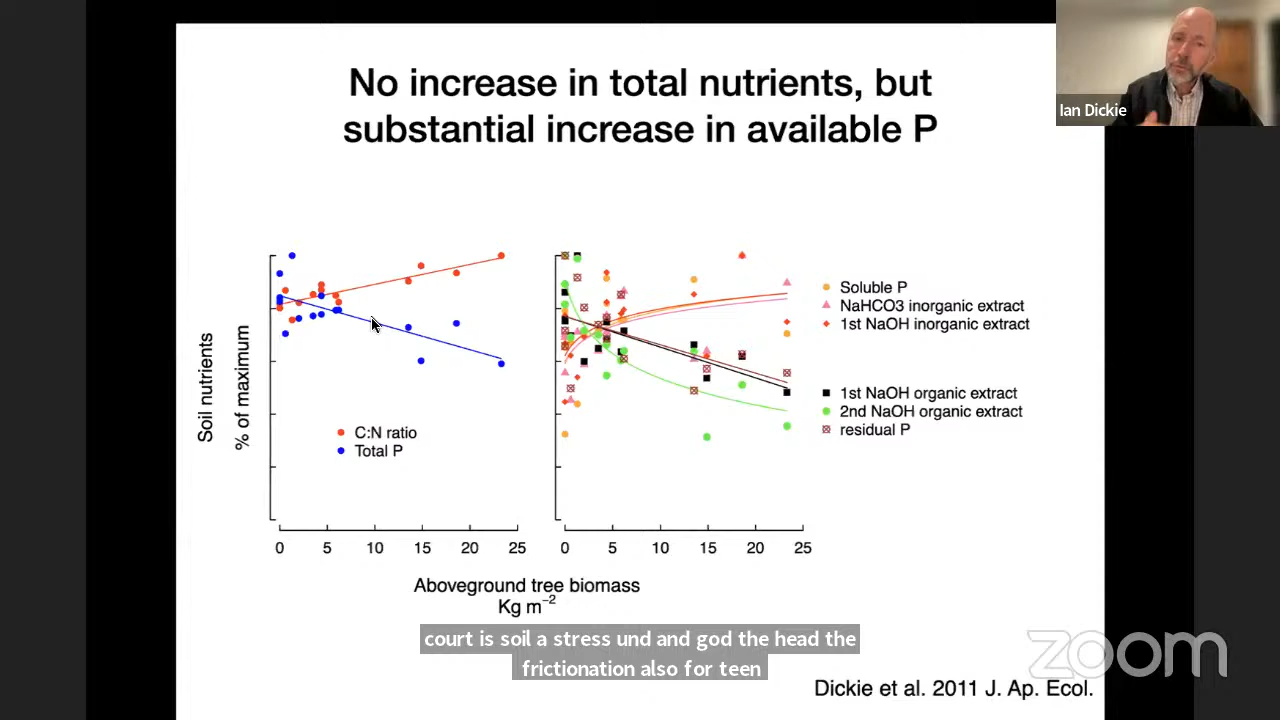 No increase in total nutrients, but
substantial increase in available P
Ian Dickie
Soil nutrients
% of maximum
C:N ratio
Total P
0 5 10 15 20 25
Soluble P
NaHCO3 inorganic extract
1st NaOH inorganic extract
1st NaOH organic extract
2nd NaOH organic extract
residual P
0 5 10 15 20 25
Aboveground tree biomass
Kg m⁻²
court is soil a stress und and god the head the
frictionation also for teen
zoom
Dickie et al. 2011 J. Ap. Ecol.